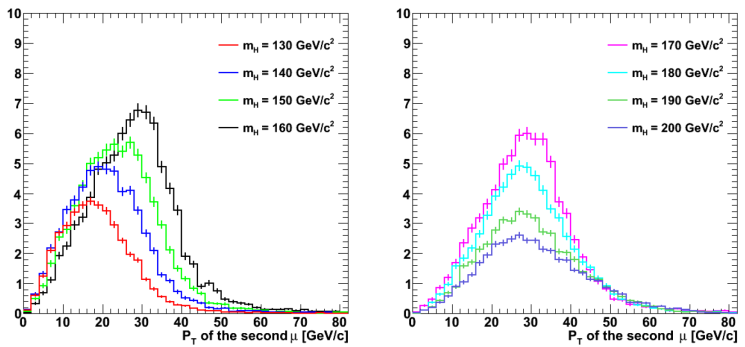 10
9
8
7
6
5
4
3
2
1
0
0 10 20 30 40 50 60 70 80
m_H = 130 GeV/c²
m_H = 140 GeV/c²
m_H = 150 GeV/c²
m_H = 160 GeV/c²
P_T of the second μ [GeV/c]
10
9
8
7
6
5
4
3
2
1
0
0 10 20 30 40 50 60 70 80
m_H = 170 GeV/c²
m_H = 180 GeV/c²
m_H = 190 GeV/c²
m_H = 200 GeV/c²
P_T of the second μ [GeV/c]